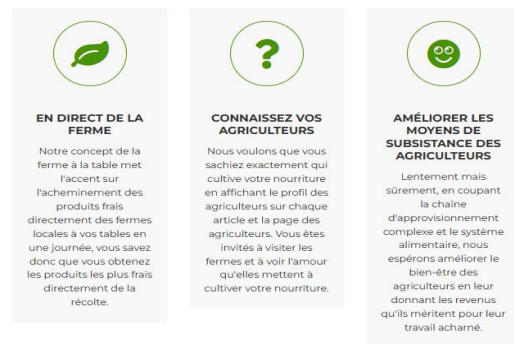 EN DIRECT DE LA
FERME
Notre concept de la
ferme à la table met
l'accent sur
l'acheminement des
produits frais
directement des fermes
locales à vos tables en
une journée, vous savez
donc que vous obtenez
les produits les plus frais
directement de la
récolte.
CONNAISSEZ VOS
AGRICULTEURS
Nous voulons que vous
sachiez exactement qui
cultive votre nourriture
en affichant le profil des
agriculteurs sur chaque
article et la page des
agriculteurs. Vous êtes
invités à visiter les
fermes et à voir l'amour
qu'elles mettent à
cultiver votre nourriture.
AMÉLIORER LES
MOYENS DE
SUBSISTANCE DES
AGRICULTEURS
Lentement mais
sûrement, en coupant
la chaîne
d'approvisionnement
complexe et le système
alimentaire, nous
espérons améliorer le
bien-être des
agriculteurs en leur
donnant les revenus
qu'ils méritent pour leur
travail acharné.